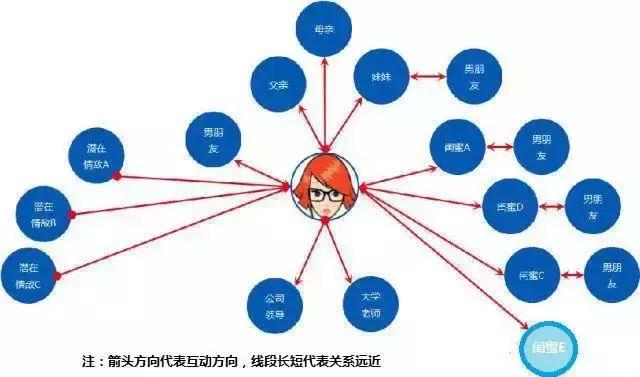 母亲
父亲
妹妹
男朋
友
男朋
友
潜在
情敌A
闺蜜A
男朋
友
潜在
情敌B
闺蜜D
男朋
友
潜在
情敌C
闺蜜C
男朋
友
公司
领导
大学
老师
闺蜜E
注：箭头方向代表互动方向，线段长短代表关系远近